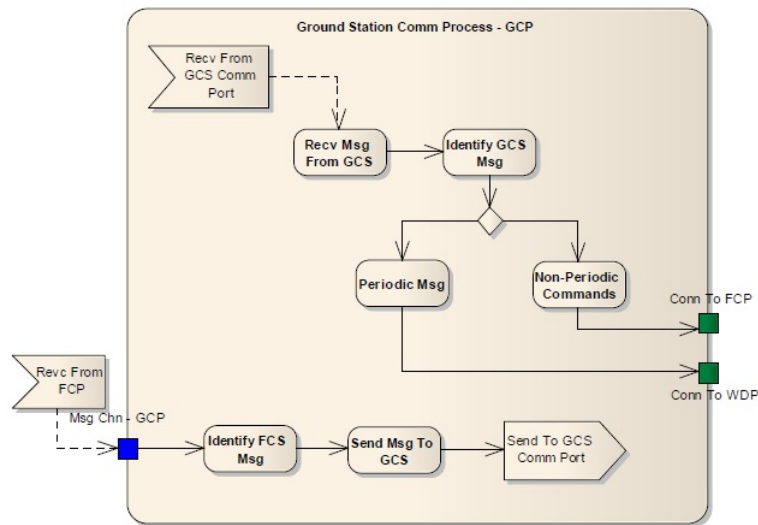 Ground Station Comm Process - GCP
Recv From
GCS Comm
Port
Recv Msg
From GCS
Identify GCS
Msg
Periodic Msg
Non-Periodic
Commands
Conn To FCP
Conn To WDP
Revc From
FCP
Msg Chn - GCP
Identify FCS
Msg
Send Msg To
GCS
Send To GCS
Comm Port